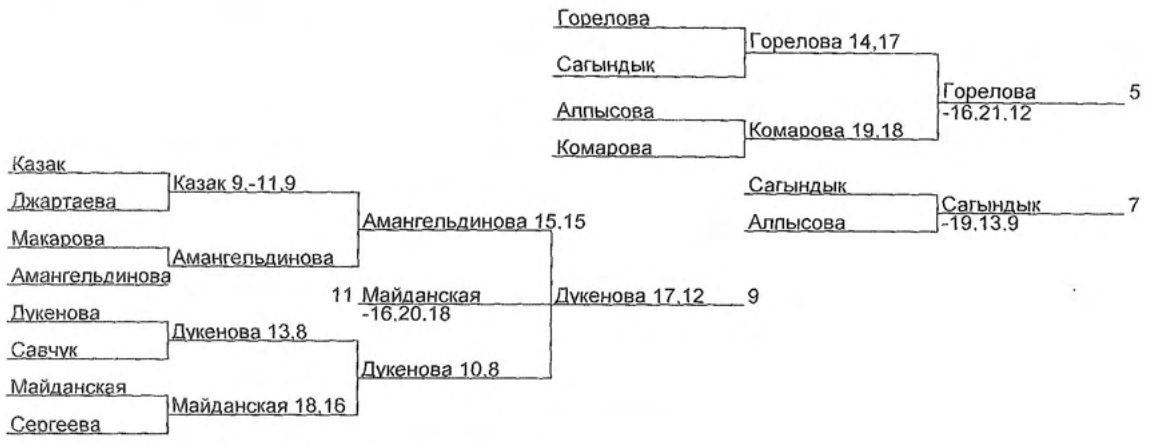 Горелова
Горелова 14,17
Сагындык
Горелова 5
-16,21,12
Алпысова
Комарова 19,18
Комарова
Казак
Казак 9,-11,9
Джартаева
Сагындык
Сагындык 7
-19,13,9
Алпысова
Амангельдинова 15,15
Макарова
Амангельдинова
Амангельдинова
11 Майданская
-16,20,18
Дукенова 17,12 9
Дукенова
Дукенова 13,8
Савчук
Дукенова 10,8
Майданская
Майданская 18,16
Сергеева